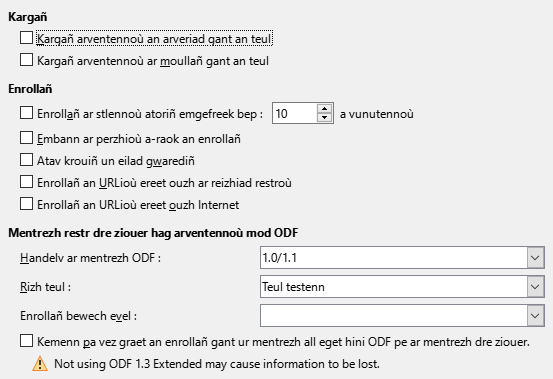 Kargañ
Kargañ arventennoù an arveriad gant an teul
Kargañ arventennoù ar moullañ gant an teul
Enrollañ
Enrollañ ar stlennoù atoriñ emgefreek bep : 10 a vunutennoù
Embann ar perzhioù a-raok an enrollañ
Atav krouiñ un eilad gwarediñ
Enrollañ an URLioù ereet ouzh ar reizhiad restroù
Enrollañ an URLioù ereet ouzh Internet
Mentrezh restr dre ziouer hag arventennoù mod ODF
Handelv ar mentrezh ODF : 1.0/1.1
Rizh teul : Teul testenn
Enrollañ bewech evel :
Kemenn pa vez graet an enrollañ gant ur mentrezh all eget hini ODF pe ar mentrezh dre ziouer.
Not using ODF 1.3 Extended may cause information to be lost.